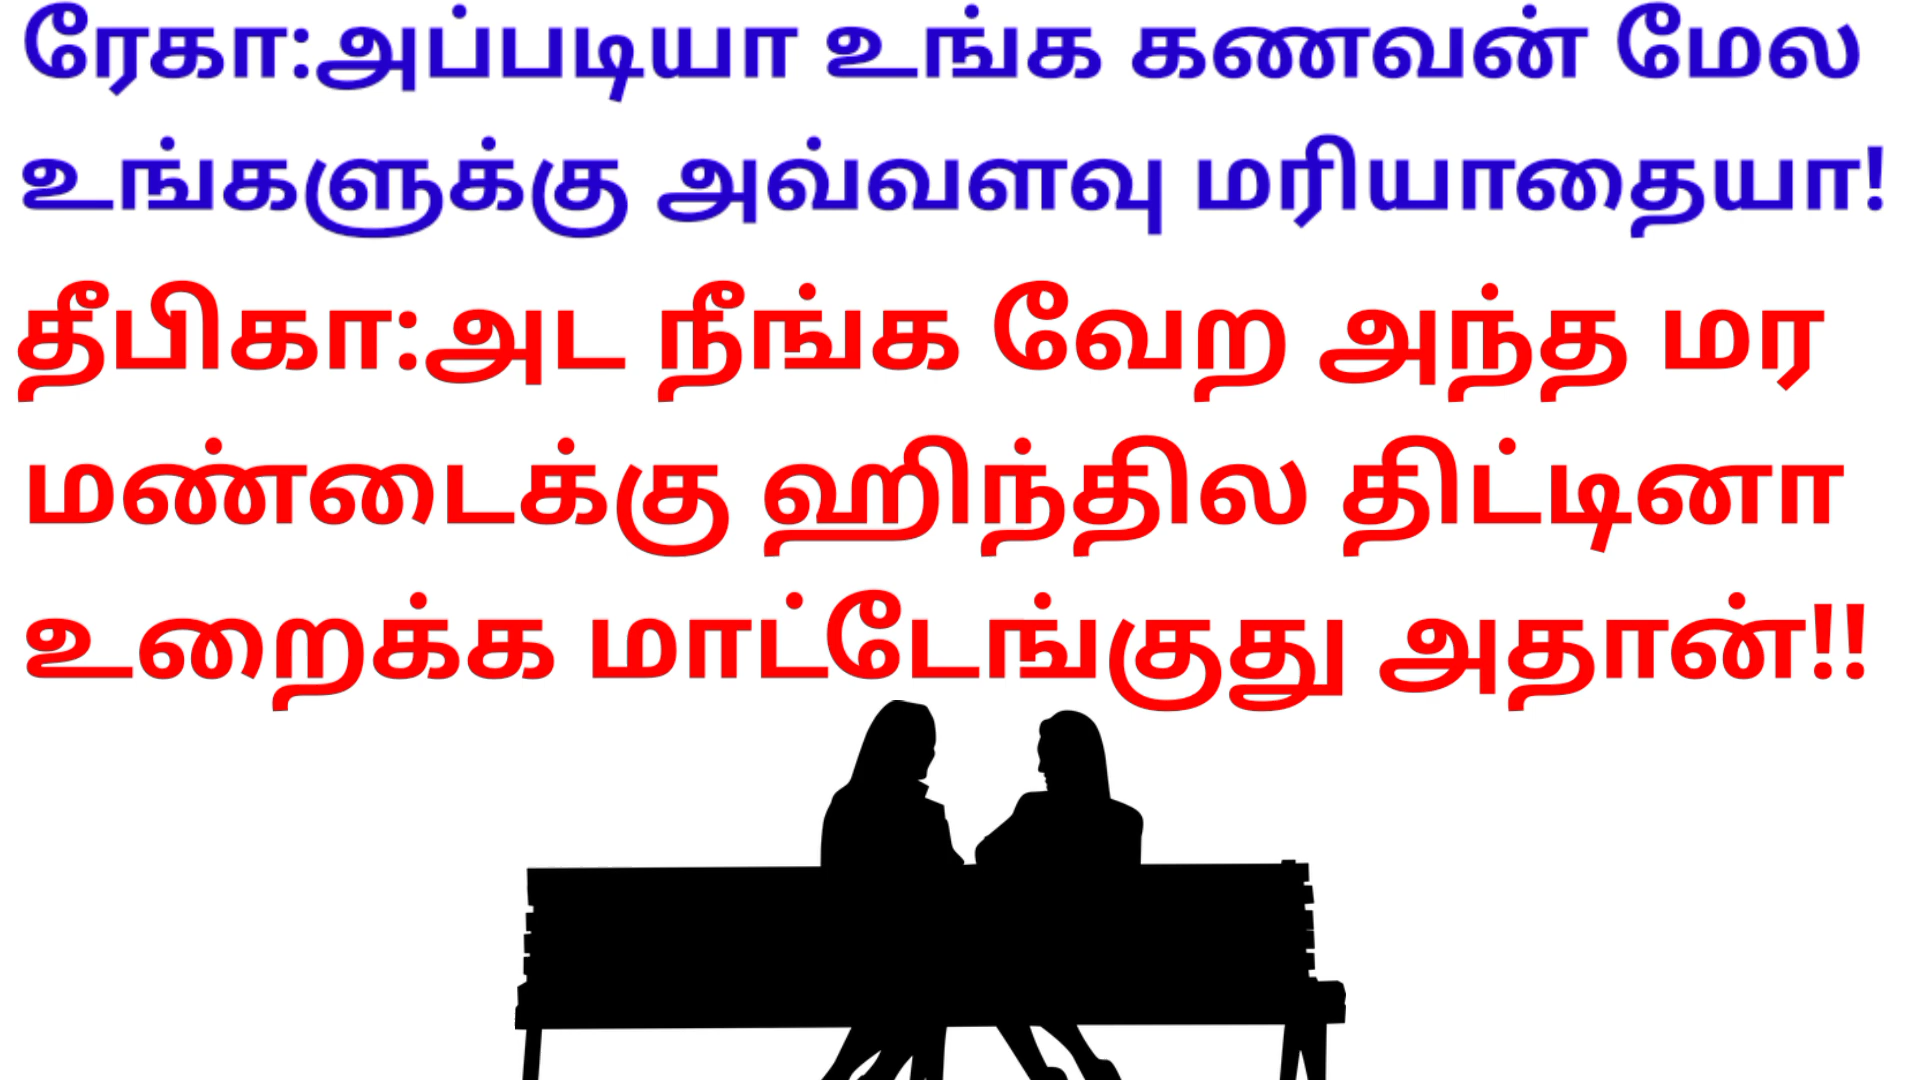 ரேகா:அப்படியா உங்க கணவன் மேல
உங்களுக்கு அவ்வளவு மரியாதையா!
தீபிகா:அட நீங்க வேற அந்த மர
மண்டைக்கு ஹிந்தில திட்டினா
உறைக்க மாட்டேங்குது அதான்!!